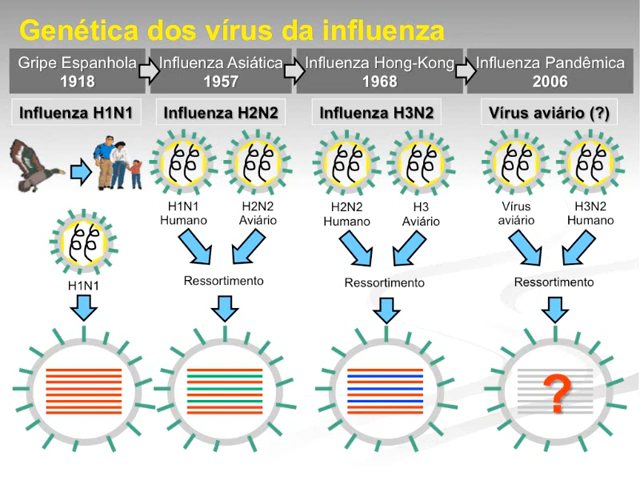 Genética dos vírus da influenza
Gripe Espanhola
1918
Influenza Asiática
1957
Influenza Hong-Kong
1968
Influenza Pandêmica
2006
Influenza H1N1
Influenza H2N2
Influenza H3N2
Vírus aviário (?)
H1N1
Humano
H2N2
Aviário
H2N2
Humano
H3
Aviário
Vírus
aviário
H3N2
Humano
H1N1
Ressortimento
Ressortimento
Ressortimento
?